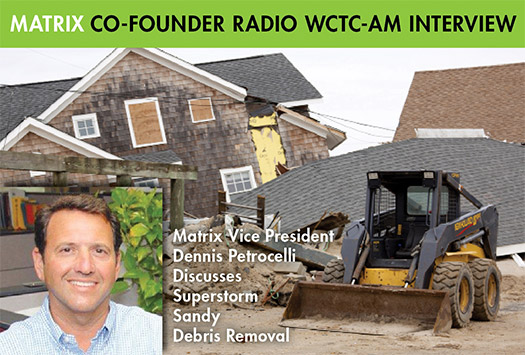 MATRIX CO-FOUNDER RADIO WCTC-AM INTERVIEW
Matrix Vice President
Dennis Petrocelli
Discusses
Superstorm
Sandy
Debris Removal